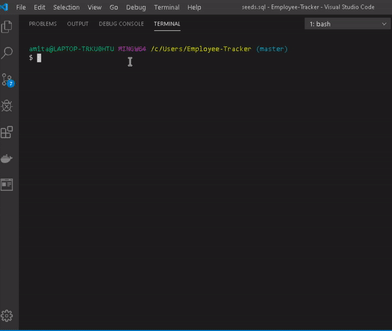 File Edit Selection View Go Debug Terminal Help seeds.sql - Employee-Tracker - Visual Studio Code
PROBLEMS OUTPUT DEBUG CONSOLE TERMINAL 1: bash
amita@LAPTOP-TRKU0HTU MINGW64 /c/Users/Employee-Tracker (master)
$